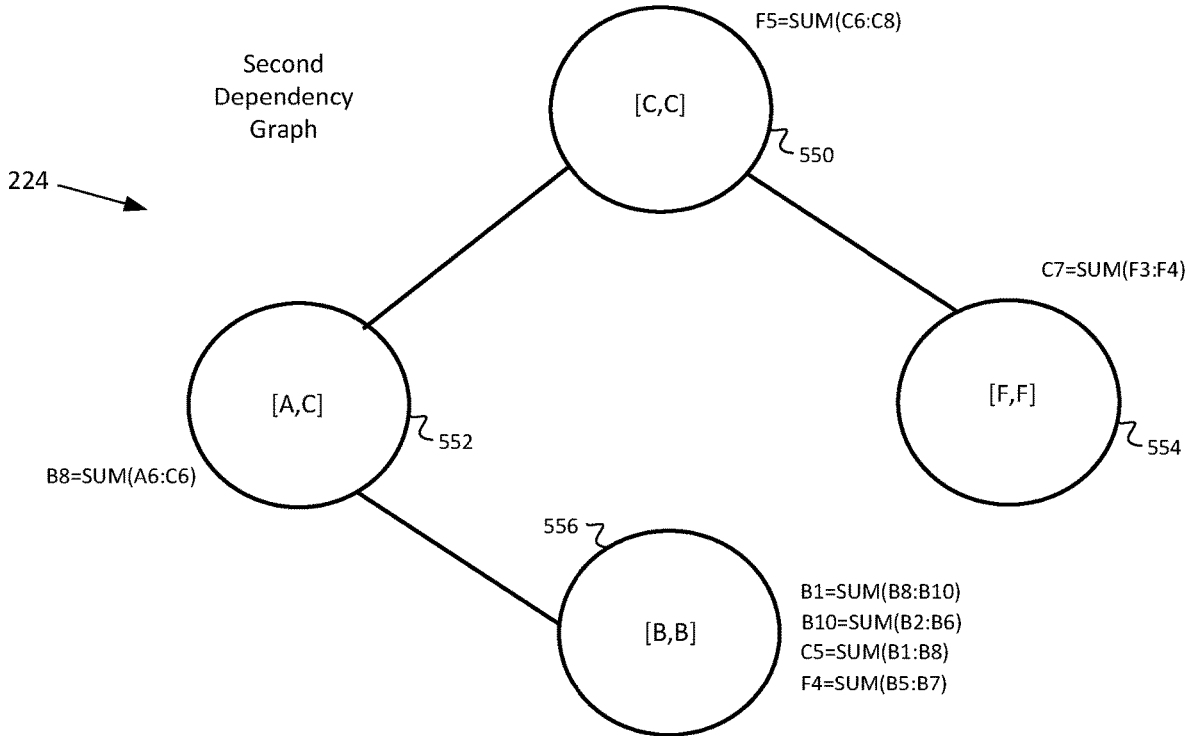 F5=SUM(C6:C8)
Second
Dependency
Graph
[C,C]
550
224
C7=SUM(F3:F4)
[A,C]
[F,F]
552
554
B8=SUM(A6:C6)
556
B1=SUM(B8:B10)
B10=SUM(B2:B6)
[B,B]
C5=SUM(B1:B8)
F4=SUM(B5:B7)